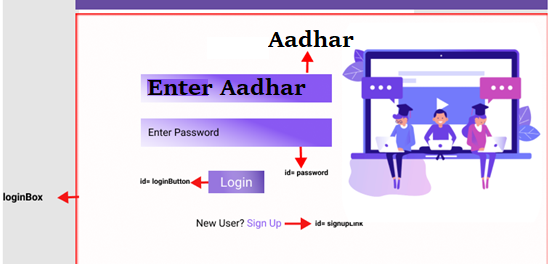 Aadhar
Enter Aadhar
Enter Password
id= password
id= loginButton
Login
loginBox
New User? Sign Up
id= signupLink